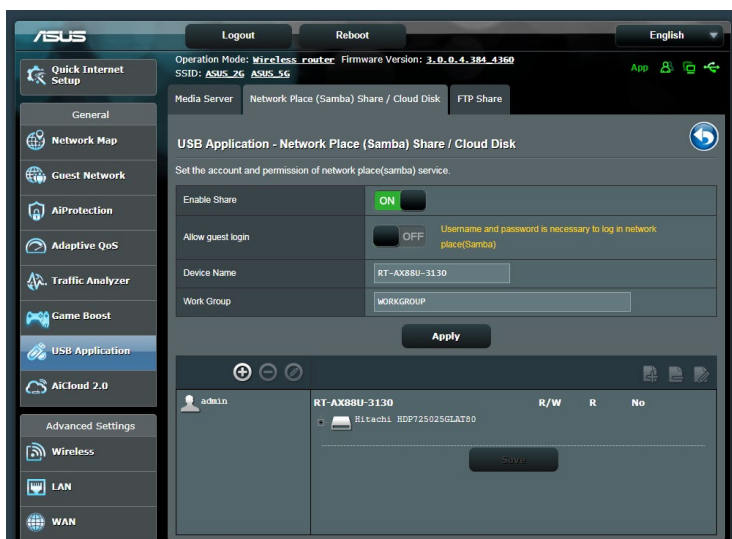 ASUS
Logout
Reboot
English
Quick Internet
Setup
Operation Mode: Wireless router Firmware Version: 3.0.0.4.384_4360
SSID: ASUS_2G ASUS_5G
App
General
Media Server
Network Place (Samba) Share / Cloud Disk
FTP Share
Network Map
Guest Network
AiProtection
Adaptive QoS
Traffic Analyzer
Game Boost
USB Application
AiCloud 2.0
Advanced Settings
Wireless
LAN
WAN
USB Application - Network Place (Samba) Share / Cloud Disk
Set the account and permission of network place(samba) service.
Enable Share
ON
Allow guest login
OFF
Username and password is necessary to log in network
place(Samba)
Device Name
RT-AX88U-3130
Work Group
WORKGROUP
Apply
admin
RT-AX88U-3130
R/W
R
No
Hitachi HDP725025GLAT80
Save